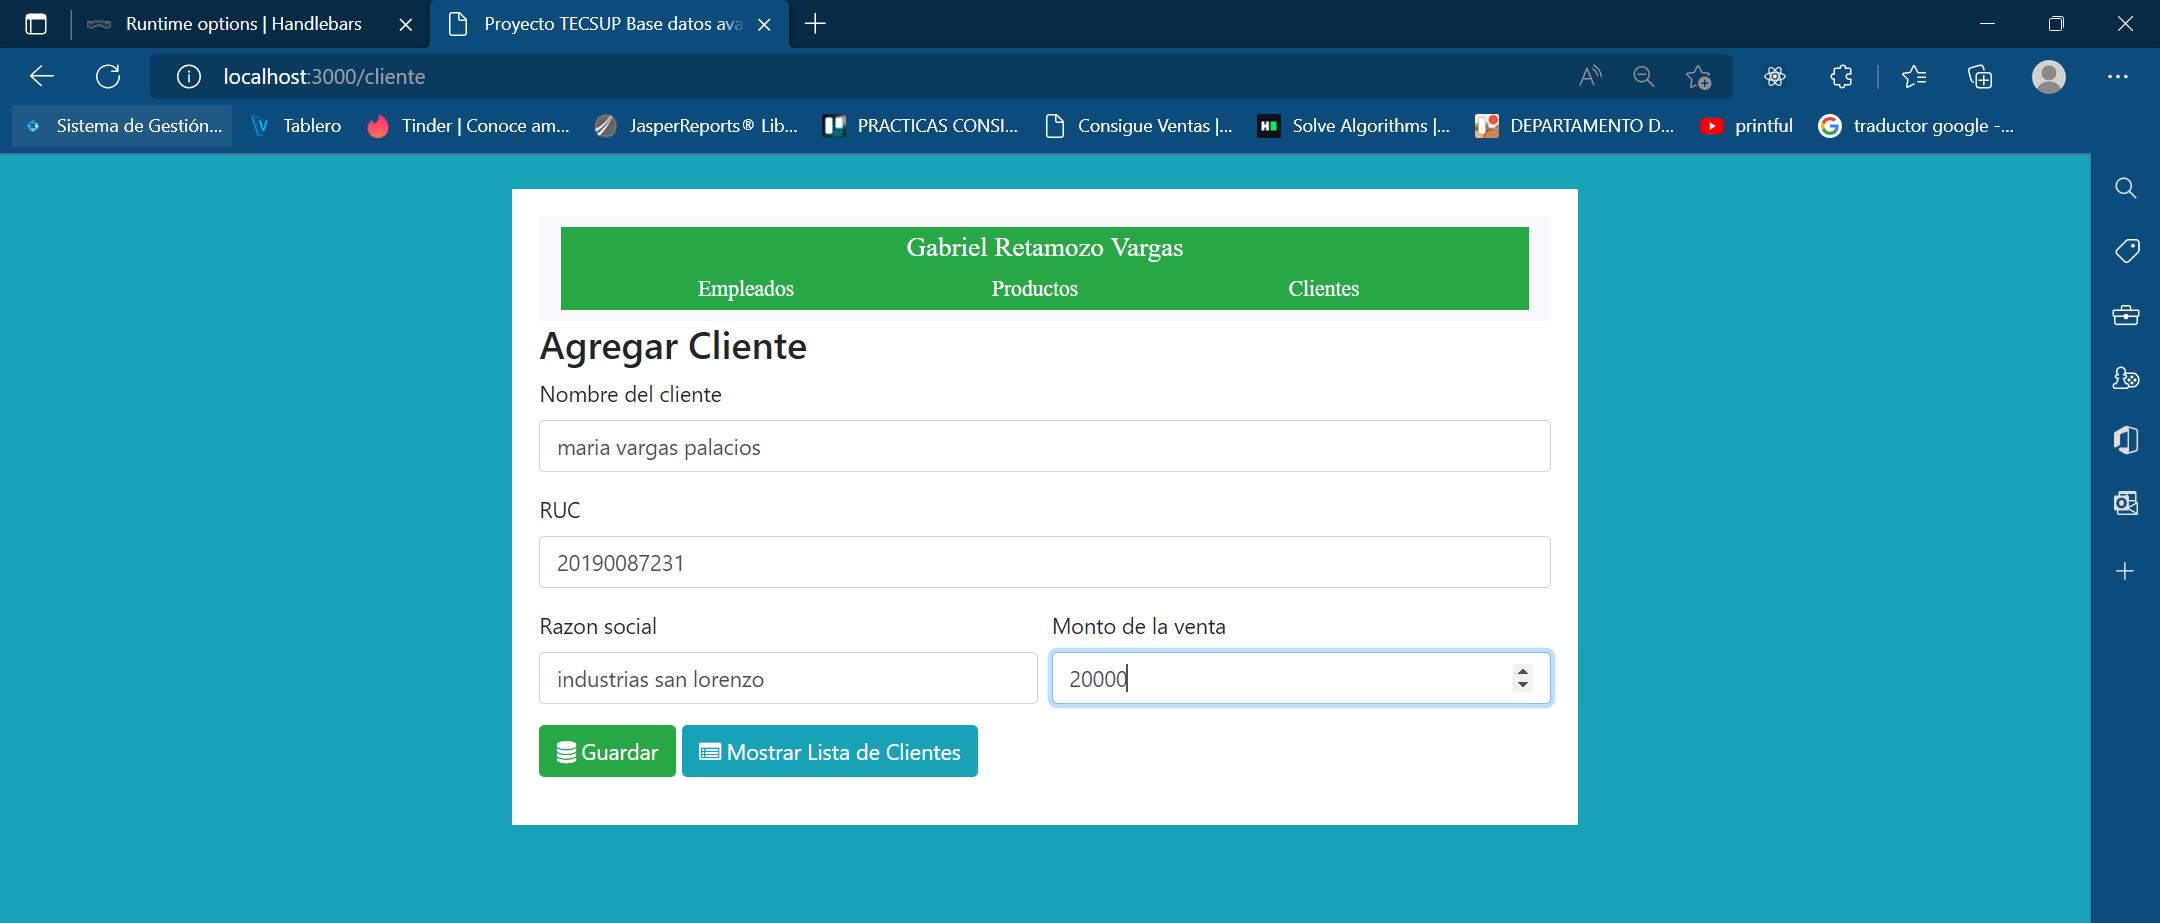 Runtime options | Handlebars
Proyecto TECSUP Base datos ava
localhost:3000/cliente
Sistema de Gestión...
Tablero
Tinder | Conoce am...
JasperReports® Lib...
PRACTICAS CONSI...
Consigue Ventas |...
Solve Algorithms |...
DEPARTAMENTO D...
printful
traductor google -...
Gabriel Retamozo Vargas
Empleados
Productos
Clientes
Agregar Cliente
Nombre del cliente
maria vargas palacios
RUC
20190087231
Razon social
Monto de la venta
industrias san lorenzo
20000
Guardar
Mostrar Lista de Clientes